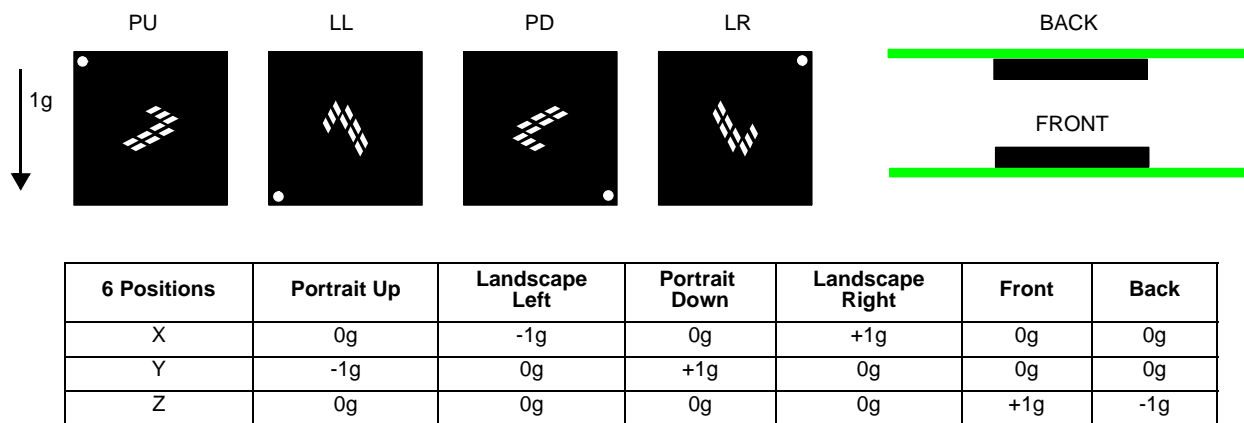 PU LL PD LR BACK
1g
FRONT
6 Positions Portrait Up Landscape Left Portrait Down Landscape Right Front Back
X 0g -1g 0g +1g 0g 0g
Y -1g 0g +1g 0g 0g 0g
Z 0g 0g 0g 0g +1g -1g